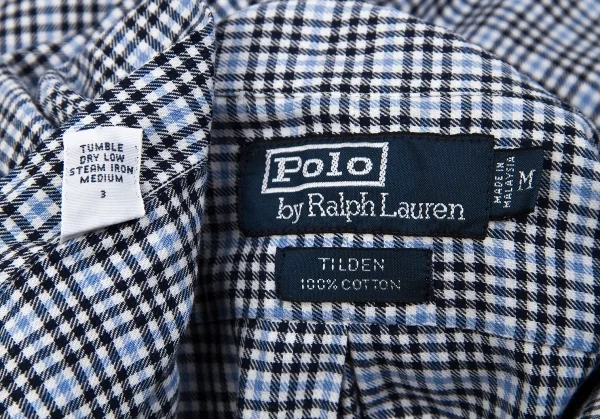 TUMBLE
DRY LOW
STEAM IRON
MEDIUM
3
Polo
by Ralph Lauren
MADE IN
MALAYSIA
M
TILDEN
100% COTTON